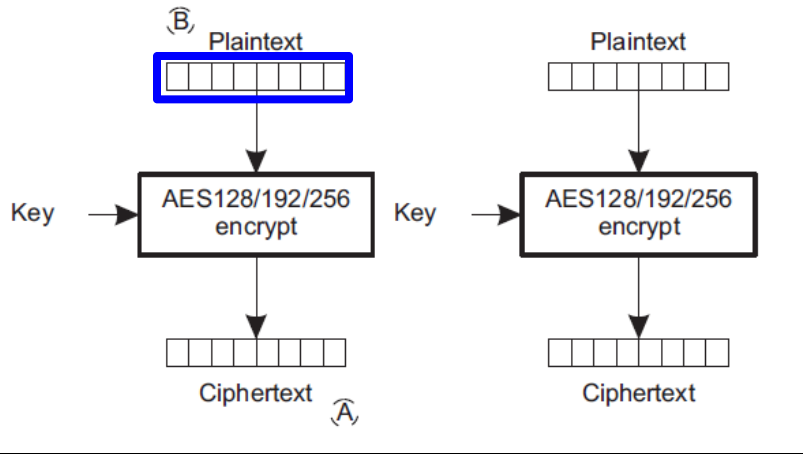 B
Plaintext
Plaintext
Key
AES128/192/256
encrypt
Key
AES128/192/256
encrypt
Ciphertext
Ciphertext
A